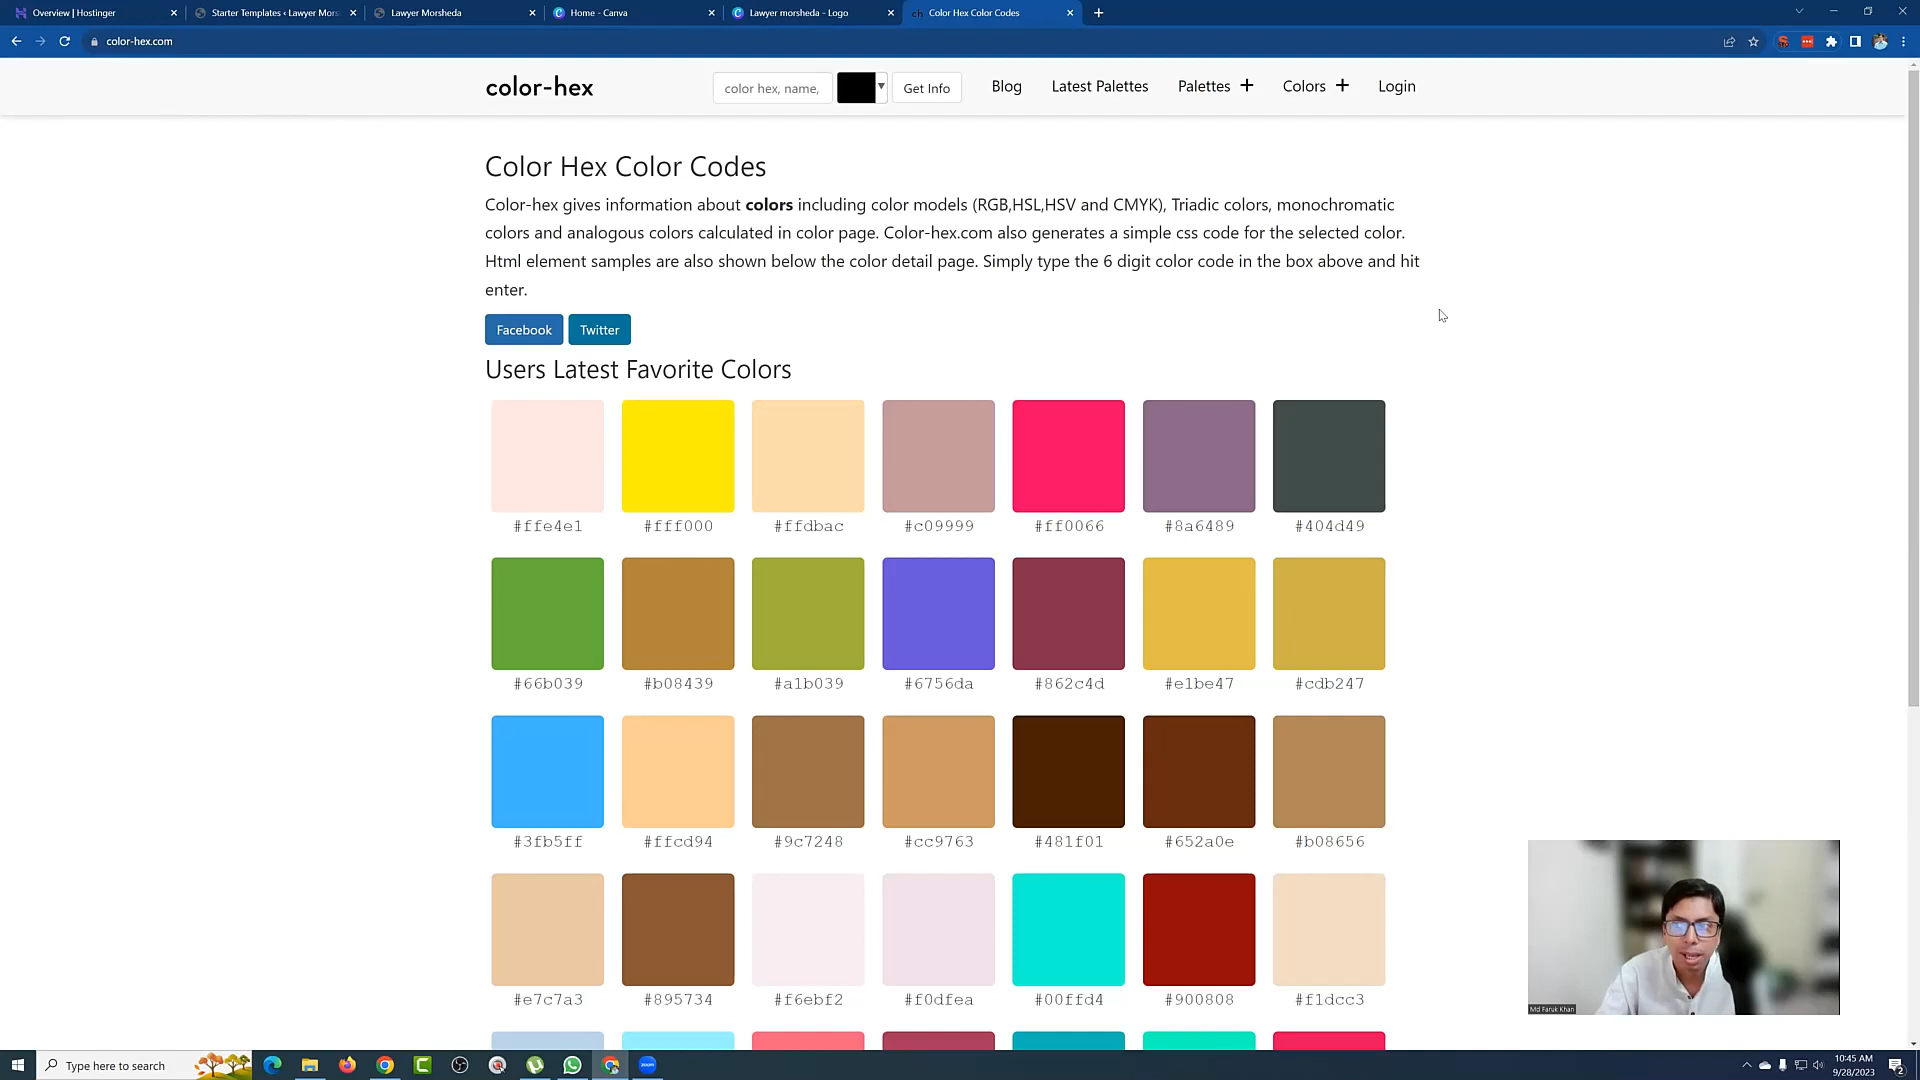 Overview | Hostinger
Starter Templates ‹ Lawyer Mors
Lawyer Morsheda
Home - Canva
Lawyer morsheda - Logo
ch
Color Hex Color Codes
color-hex.com
color-hex
color hex, name,
Get Info
Blog
Latest Palettes
Palettes +
Colors +
Login
Color Hex Color Codes
Color-hex gives information about colors including color models (RGB,HSL,HSV and CMYK), Triadic colors, monochromatic
colors and analogous colors calculated in color page. Color-hex.com also generates a simple css code for the selected color.
Html element samples are also shown below the color detail page. Simply type the 6 digit color code in the box above and hit
enter.
Facebook
Twitter
Users Latest Favorite Colors
#ffe4e1 #fff000 #ffdbac #c09999 #ff0066 #8a6489 #404d49
#66b039 #b08439 #a1b039 #6756da #862c4d #e1be47 #cdb247
#3fb5ff #ffcd94 #9c7248 #cc9763 #481f01 #652a0e #b08656
#e7c7a3 #895734 #f6ebf2 #f0dfea #00ffd4 #900808 #f1dcc3
Md Faruk Khan
Type here to search
zoom
10:45 AM
9/28/2023
2